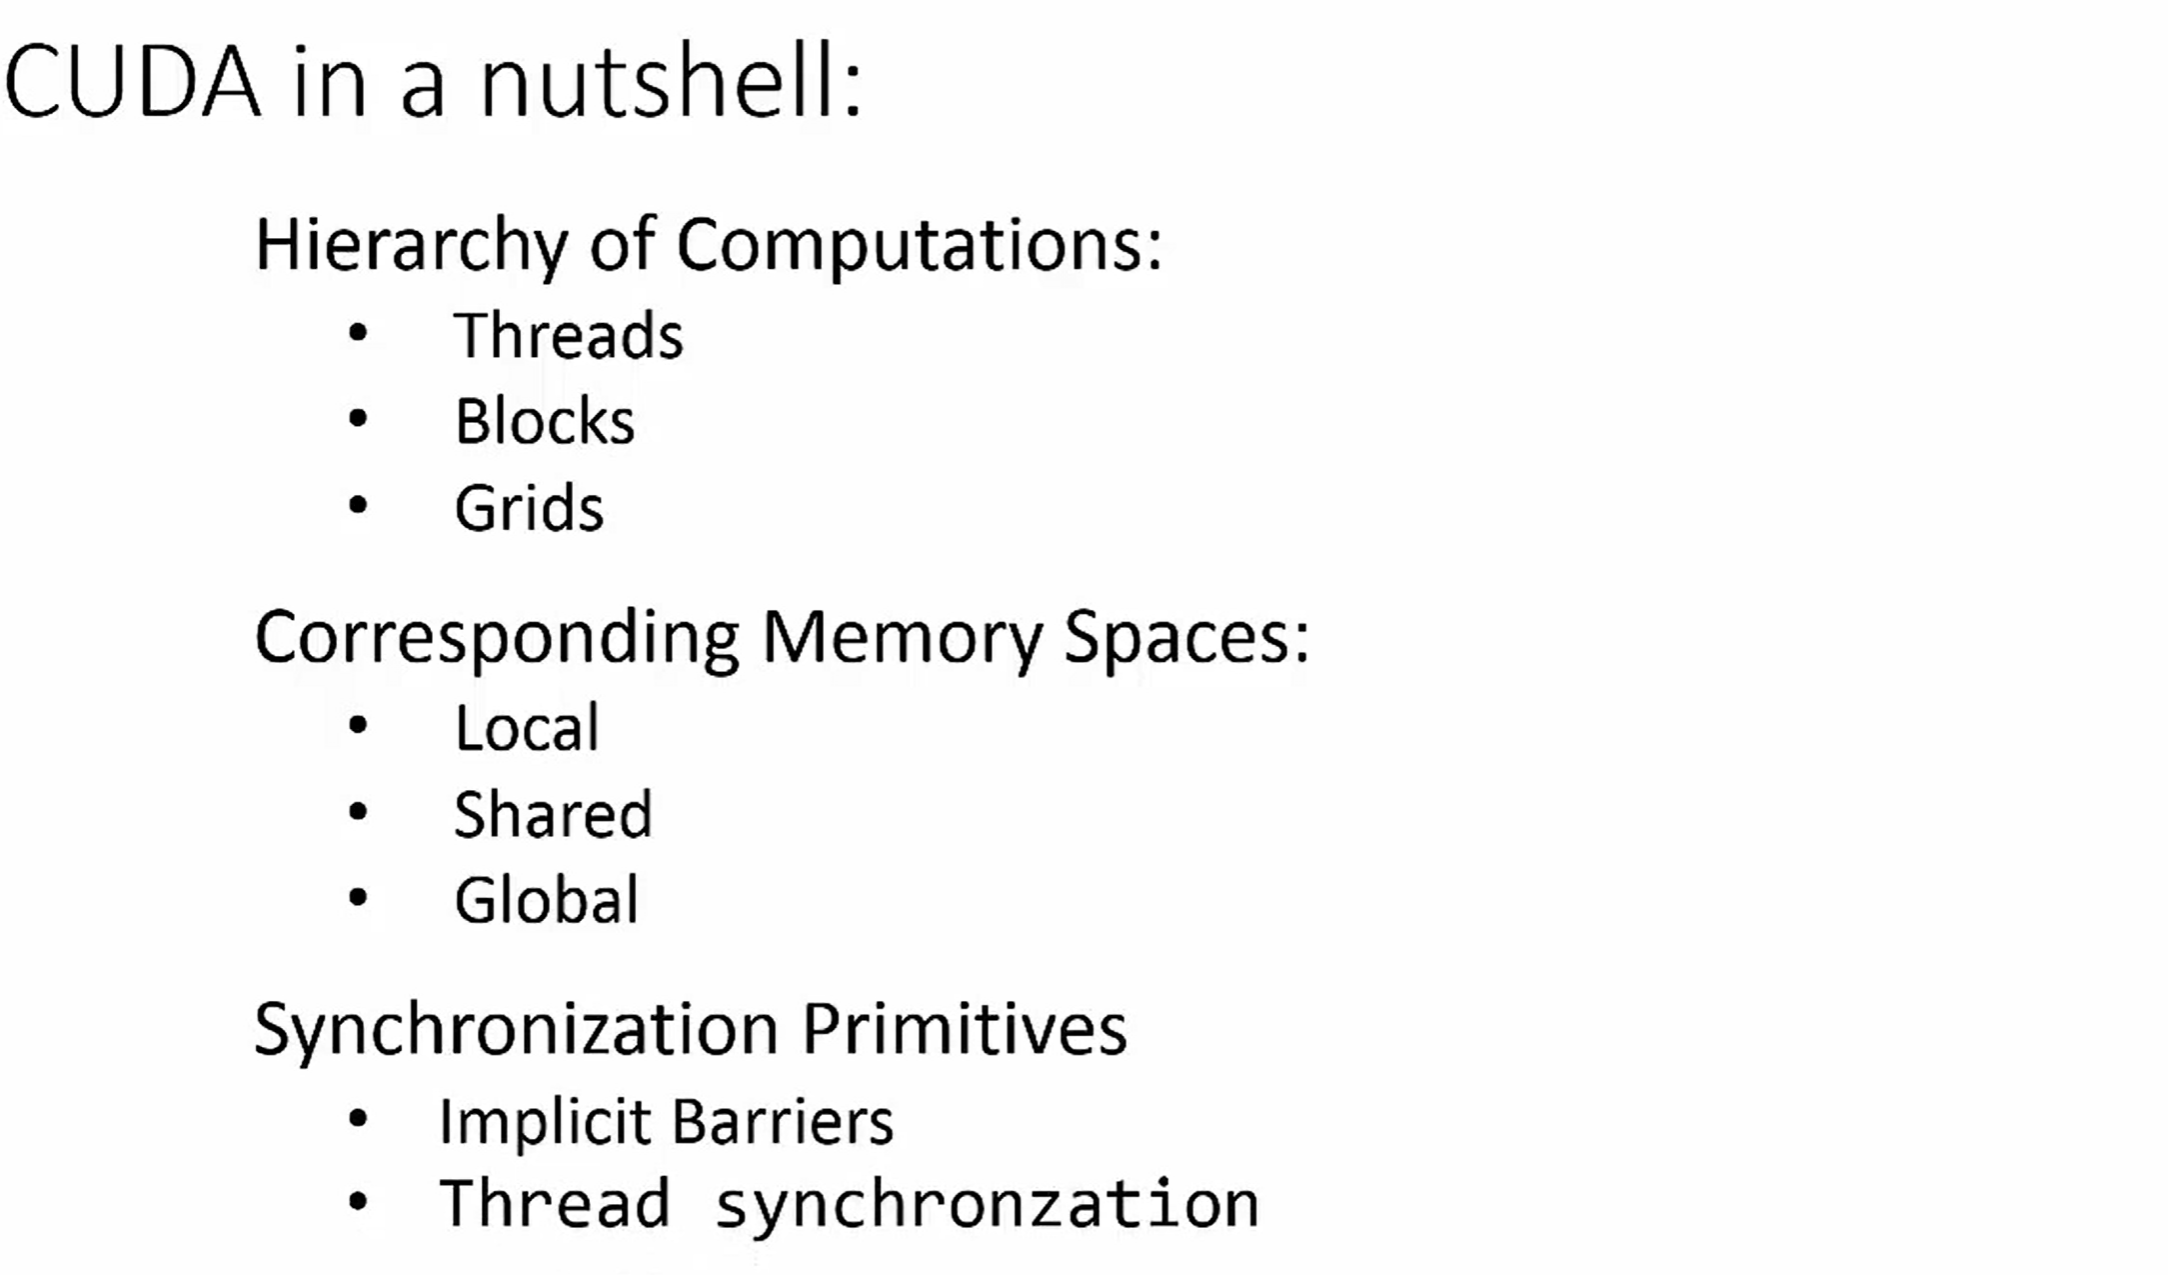 CUDA in a nutshell:
Hierarchy of Computations:
• Threads
• Blocks
• Grids
Corresponding Memory Spaces:
• Local
• Shared
• Global
Synchronization Primitives
• Implicit Barriers
• Thread synchronzation